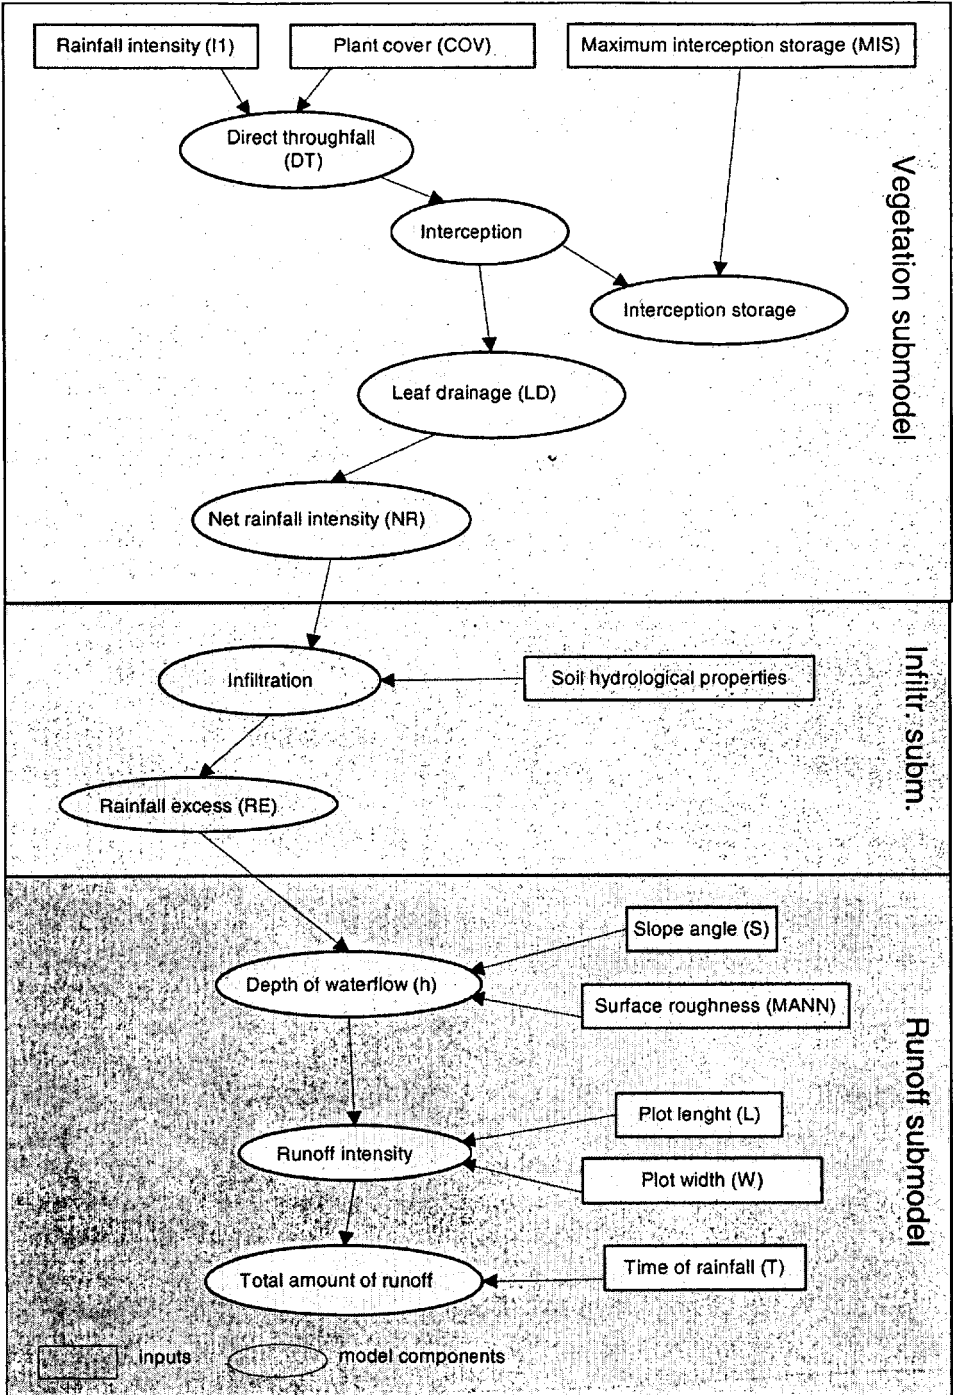 Rainfall intensity (I1)
Plant cover (COV)
Maximum interception storage (MIS)
Direct throughfall
(DT)
Interception
Interception storage
Leaf drainage (LD)
Net rainfall intensity (NR)
Vegetation submodel
Infiltration
Soil hydrological properties
Rainfall excess (RE)
Infiltr. subm.
Slope angle (S)
Depth of waterflow (h)
Surface roughness (MANN)
Plot lenght (L)
Runoff intensity
Plot width (W)
Time of rainfall (T)
Total amount of runoff
Runoff submodel
inputs
model components